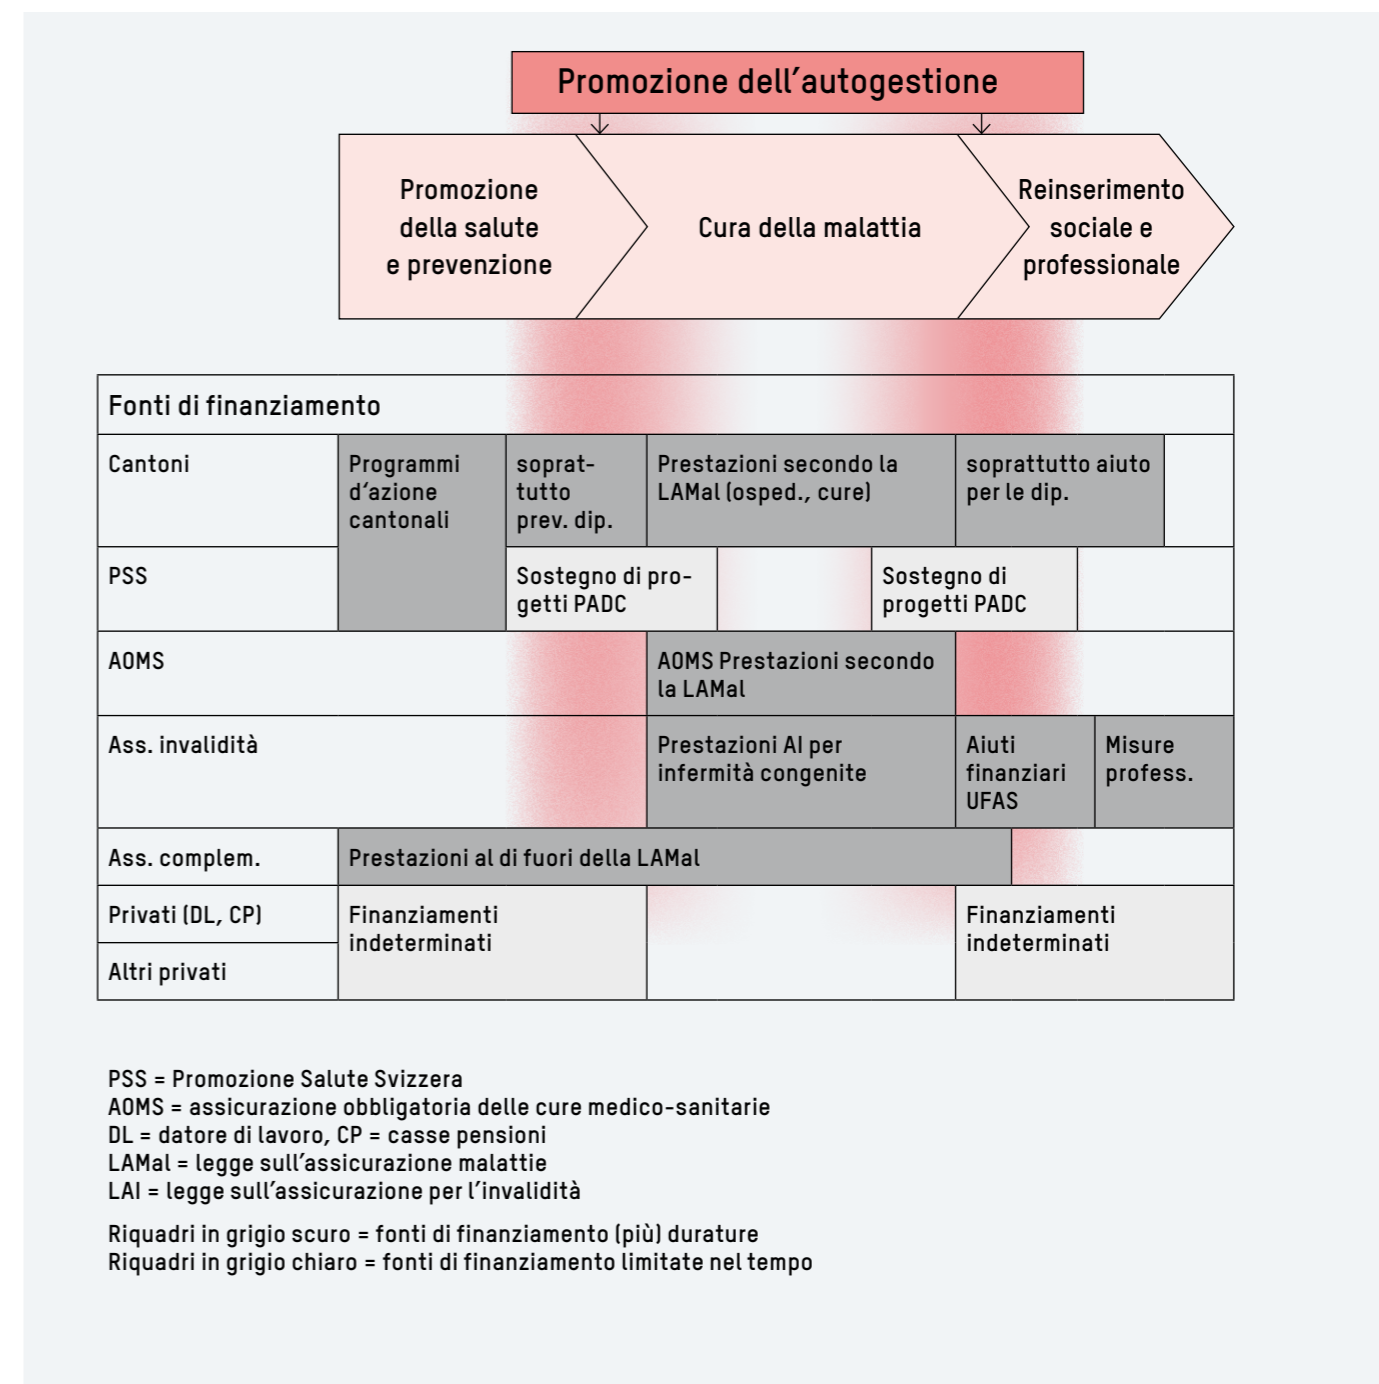 Promozione dell’autogestione
Promozione
della salute
e prevenzione
Cura della malattia
Reinserimento
sociale e
professionale
Fonti di finanziamento
Cantoni
Programmi
d‘azione
cantonali
soprat-
tutto
prev. dip.
Prestazioni secondo la
LAMal (osped., cure)
soprattutto aiuto
per le dip.
PSS
Sostegno di pro-
getti PADC
Sostegno di
progetti PADC
AOMS
AOMS Prestazioni secondo
la LAMal
Ass. invalidità
Prestazioni AI per
infermità congenite
Aiuti
finanziari
UFAS
Misure
profess.
Ass. complem.
Prestazioni al di fuori della LAMal
Privati (DL, CP)
Finanziamenti
indeterminati
Finanziamenti
indeterminati
Altri privati
PSS = Promozione Salute Svizzera
AOMS = assicurazione obbligatoria delle cure medico-sanitarie
DL = datore di lavoro, CP = casse pensioni
LAMal = legge sull’assicurazione malattie
LAI = legge sull’assicurazione per l’invalidità
Riquadri in grigio scuro = fonti di finanziamento (più) durature
Riquadri in grigio chiaro = fonti di finanziamento limitate nel tempo